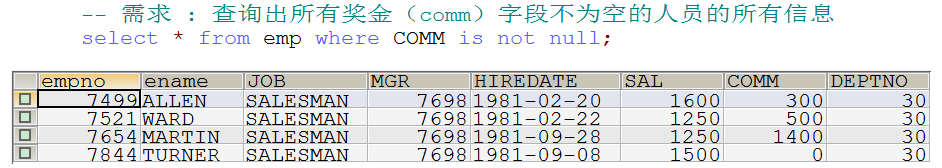 -- 需求 : 查询出所有奖金（comm）字段不为空的人员的所有信息
select * from emp where COMM is not null;
empno ename JOB MGR HIREDATE SAL COMM DEPTNO
7499 ALLEN SALESMAN 7698 1981-02-20 1600 300 30
7521 WARD SALESMAN 7698 1981-02-22 1250 500 30
7654 MARTIN SALESMAN 7698 1981-09-28 1250 1400 30
7844 TURNER SALESMAN 7698 1981-09-08 1500 0 30